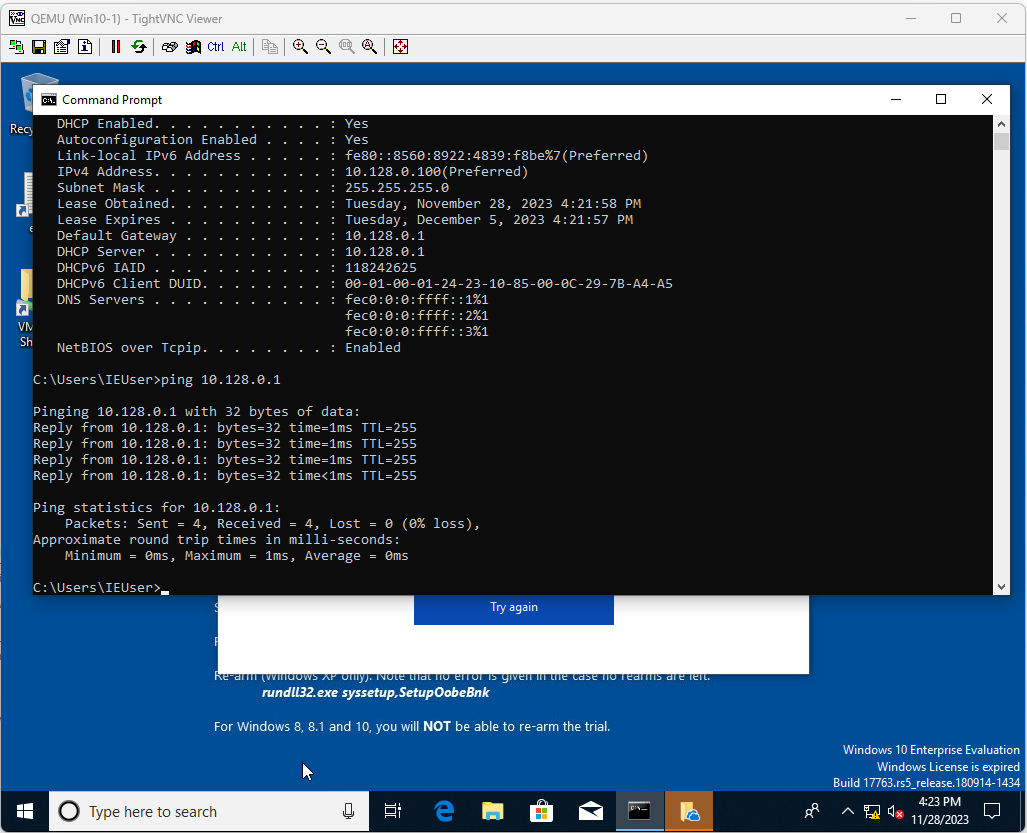 QEMU (Win10-1) - TightVNC Viewer
Ctrl Alt
Command Prompt
DHCP Enabled. . . . . . . . . . . : Yes
Autoconfiguration Enabled . . . . : Yes
Link-local IPv6 Address . . . . . : fe80::8560:8922:4839:f8be%7(Preferred)
IPv4 Address. . . . . . . . . . . : 10.128.0.100(Preferred)
Subnet Mask . . . . . . . . . . . : 255.255.255.0
Lease Obtained. . . . . . . . . . : Tuesday, November 28, 2023 4:21:58 PM
Lease Expires . . . . . . . . . . : Tuesday, December 5, 2023 4:21:57 PM
Default Gateway . . . . . . . . . : 10.128.0.1
DHCP Server . . . . . . . . . . . : 10.128.0.1
DHCPv6 IAID . . . . . . . . . . . : 118242625
DHCPv6 Client DUID. . . . . . . . : 00-01-00-01-24-23-10-85-00-0C-29-7B-A4-A5
DNS Servers . . . . . . . . . . . : fec0:0:0:ffff::1%1
fec0:0:0:ffff::2%1
fec0:0:0:ffff::3%1
NetBIOS over Tcpip. . . . . . . . : Enabled
C:\Users\IEUser>ping 10.128.0.1
Pinging 10.128.0.1 with 32 bytes of data:
Reply from 10.128.0.1: bytes=32 time=1ms TTL=255
Reply from 10.128.0.1: bytes=32 time=1ms TTL=255
Reply from 10.128.0.1: bytes=32 time=1ms TTL=255
Reply from 10.128.0.1: bytes=32 time<1ms TTL=255
Ping statistics for 10.128.0.1:
Packets: Sent = 4, Received = 4, Lost = 0 (0% loss),
Approximate round trip times in milli-seconds:
Minimum = 0ms, Maximum = 1ms, Average = 0ms
C:\Users\IEUser>
Try again
Re-arm (Windows XP only). Note that no error is given in the case no rearms are left.
rundll32.exe syssetup,SetupOobeBnk
For Windows 8, 8.1 and 10, you will NOT be able to re-arm the trial.
Windows 10 Enterprise Evaluation
Windows License is expired
Build 17763.rs5_release.180914-1434
Type here to search
4:23 PM
11/28/2023